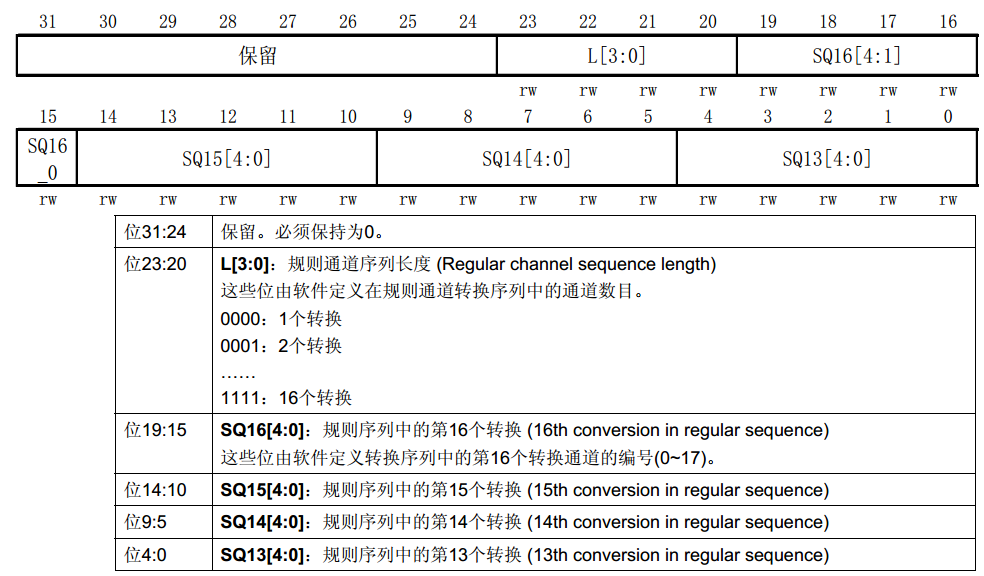 31 30 29 28 27 26 25 24 23 22 21 20 19 18 17 16
保留 L[3:0] SQ16[4:1]
rw rw rw rw rw rw rw rw
15 14 13 12 11 10 9 8 7 6 5 4 3 2 1 0
SQ16
_0 SQ15[4:0] SQ14[4:0] SQ13[4:0]
rw rw rw rw rw rw rw rw rw rw rw rw rw rw rw rw
位31:24 保留。必须保持为0。
位23:20 L[3:0]：规则通道序列长度 (Regular channel sequence length)
这些位由软件定义在规则通道转换序列中的通道数目。
0000：1个转换
0001：2个转换
……
1111：16个转换
位19:15 SQ16[4:0]：规则序列中的第16个转换 (16th conversion in regular sequence)
这些位由软件定义转换序列中的第16个转换通道的编号(0~17)。
位14:10 SQ15[4:0]：规则序列中的第15个转换 (15th conversion in regular sequence)
位9:5 SQ14[4:0]：规则序列中的第14个转换 (14th conversion in regular sequence)
位4:0 SQ13[4:0]：规则序列中的第13个转换 (13th conversion in regular sequence)